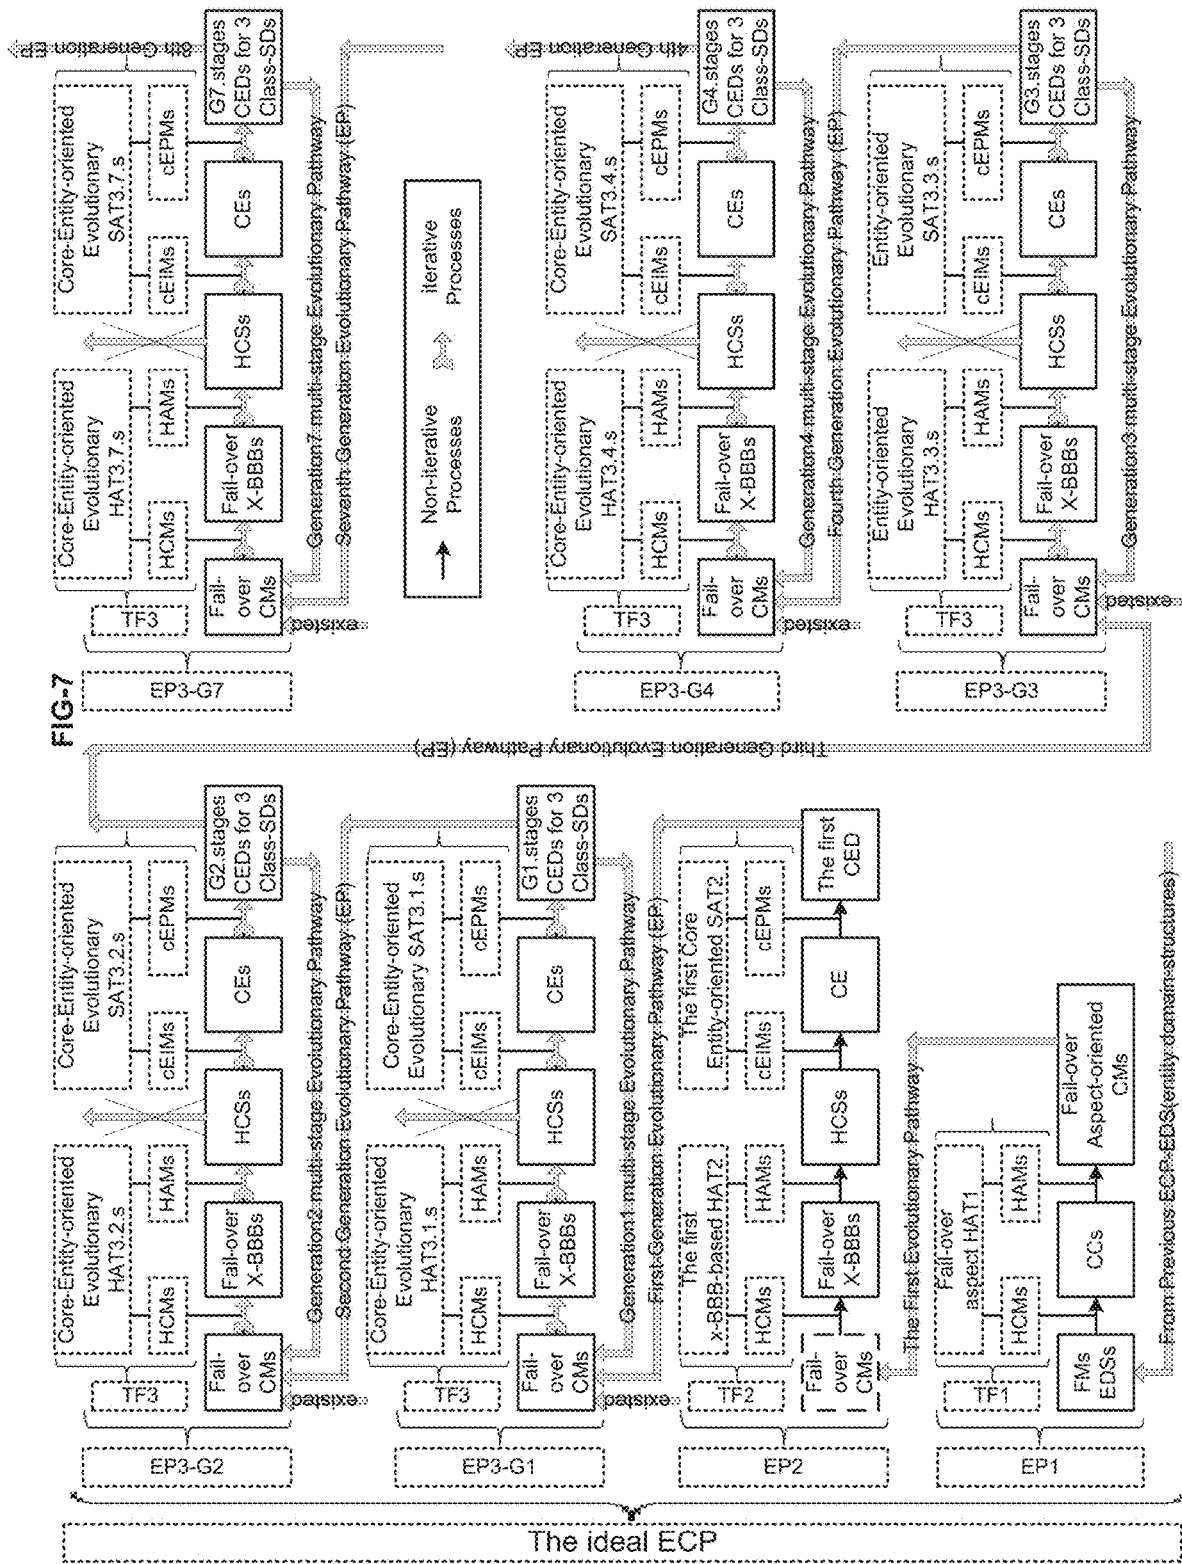 FIG-7
The ideal ECP
EP3-G2
TF3
Core-Entity-oriented
Evolutionary
HAT3.2.s
Core-Entity-oriented
Evolutionary
SAT3.2.s
HCMs
HAMs
cEIMs
cEPMs
Fail-
over
CMs
Fail-over
X-BBBs
HCSs
CEs
G2.stages
CEDs for 3
Class-SDs
existed
Generation2 multi-stage Evolutionary Pathway
Second Generation Evolutionary Pathway (EP)
EP3-G1
TF3
Core-Entity-oriented
Evolutionary
HAT3.1.s
Core-Entity-oriented
Evolutionary SAT3.1.s
HCMs
HAMs
cEIMs
cEPMs
Fail-
over
CMs
Fail-over
X-BBBs
HCSs
CEs
G1.stages
CEDs for 3
Class-SDs
existed
Generation1 multi-stage Evolutionary Pathway
First Generation Evolutionary Pathway (EP)
EP2
TF2
The first
x-BBB-based HAT2
The first Core
Entity-oriented SAT2
HCMs
HAMs
cEIMs
cEPMs
Fail-
over
CMs
Fail-over
X-BBBs
HCSs
CE
The first
CED
The First Evolutionary Pathway
EP1
TF1
Fail-over
aspect HAT1
HCMs
HAMs
FMs
EDSs
CCs
Fail-over
Aspect-oriented
CMs
From Previous ECP-EDS(entity domain structures)
Third Generation Evolutionary Pathway (EP)
EP3-G7
TF3
Core-Entity-oriented
Evolutionary
HAT3.7.s
Core-Entity-oriented
Evolutionary
SAT3.7.s
HCMs
HAMs
cEIMs
cEPMs
Fail-
over
CMs
Fail-over
X-BBBs
HCSs
CEs
G7.stages
CEDs for 3
Class-SDs
8th Generation
EP
existed
Generation7 multi-stage Evolutionary Pathway
Seventh Generation Evolutionary Pathway (EP)
Non-iterative
Processes
iterative
Processes
EP3-G4
TF3
Core-Entity-oriented
Evolutionary
HAT3.4.s
Core-Entity-oriented
Evolutionary
SAT3.4.s
HCMs
HAMs
cEIMs
cEPMs
Fail-
over
CMs
Fail-over
X-BBBs
HCSs
CEs
G4.stages
CEDs for 3
Class-SDs
4th Generation
EP
existed
Generation4 multi-stage Evolutionary Pathway
Fourth Generation Evolutionary Pathway (EP)
EP3-G3
TF3
Entity-oriented
Evolutionary
HAT3.3.s
Entity-oriented
Evolutionary
SAT3.3.s
HCMs
HAMs
cEIMs
cEPMs
Fail-
over
CMs
Fail-over
X-BBBs
HCSs
CEs
G3.stages
CEDs for 3
Class-SDs
existed
Generation3 multi-stage Evolutionary Pathway